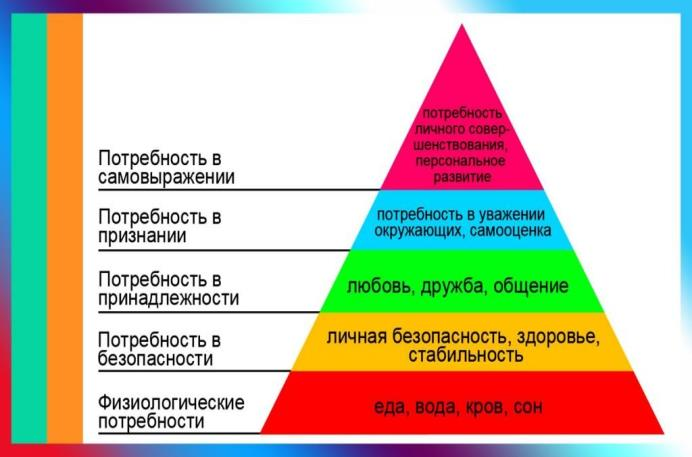 потребность
личного совер-
шенствования,
персональное
развитие
Потребность в
самовыражении
Потребность в
признании
потребность в уважении
окружающих, самооценка
Потребность в
принадлежности
любовь, дружба, общение
Потребность в
безопасности
личная безопасность, здоровье,
стабильность
Физиологические
потребности
еда, вода, кров, сон